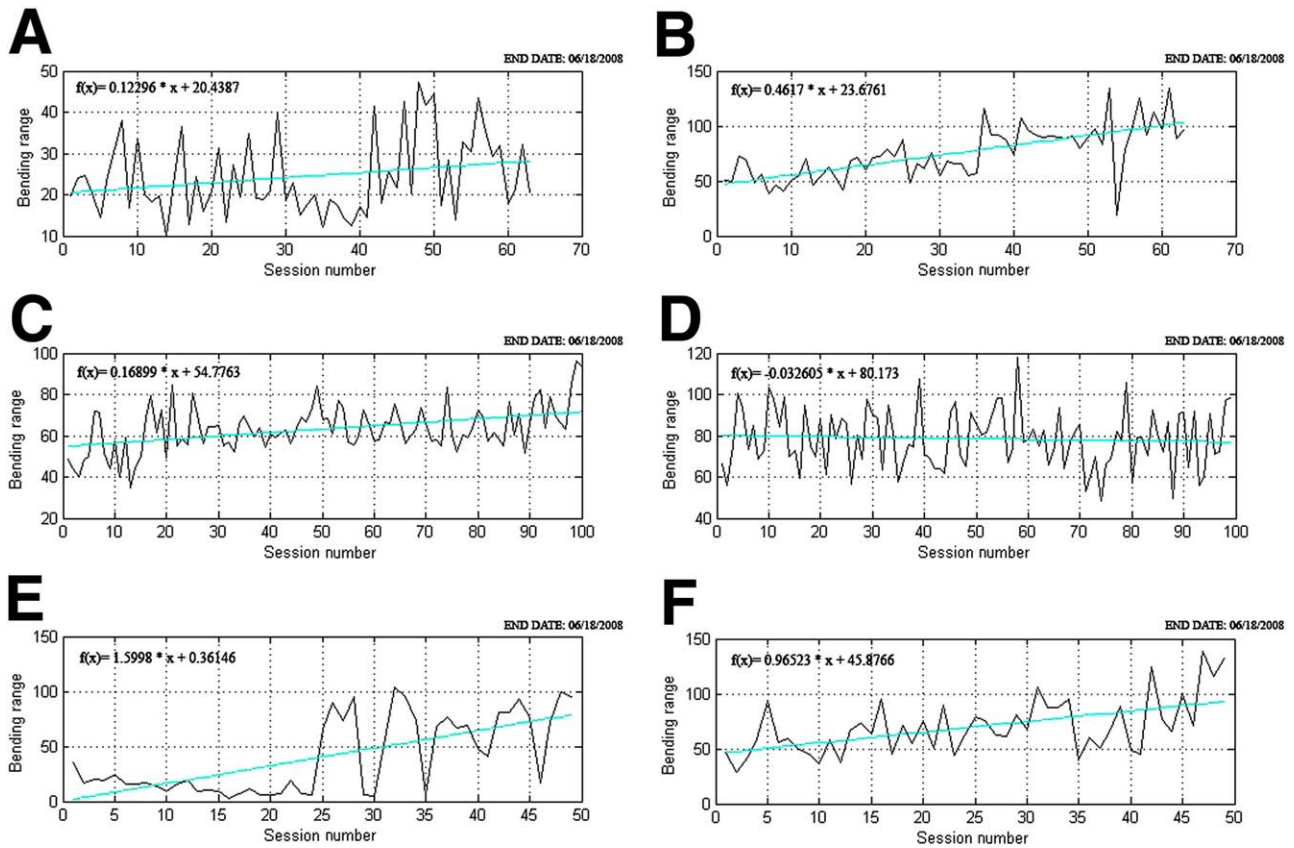 A
END DATE: 06/18/2008
f(x)= 0.12296 * x + 20.4387
50
40
30
20
10
Bending range
0 10 20 30 40 50 60 70
Session number
B
END DATE: 06/18/2008
f(x)= 0.4617 * x + 23.6761
150
100
50
0
Bending range
0 10 20 30 40 50 60 70
Session number
C
END DATE: 06/18/2008
f(x)= 0.16899 * x + 54.7763
100
80
60
40
20
Bending range
0 10 20 30 40 50 60 70 80 90 100
Session number
D
END DATE: 06/18/2008
f(x)= -0.032605 * x + 80.173
120
100
80
60
40
Bending range
0 10 20 30 40 50 60 70 80 90 100
Session number
E
END DATE: 06/18/2008
f(x)= 1.5998 * x + 0.36146
150
100
50
0
Bending range
0 5 10 15 20 25 30 35 40 45 50
Session number
F
END DATE: 06/18/2008
f(x)= 0.96523 * x + 45.8766
150
100
50
0
Bending range
0 5 10 15 20 25 30 35 40 45 50
Session number